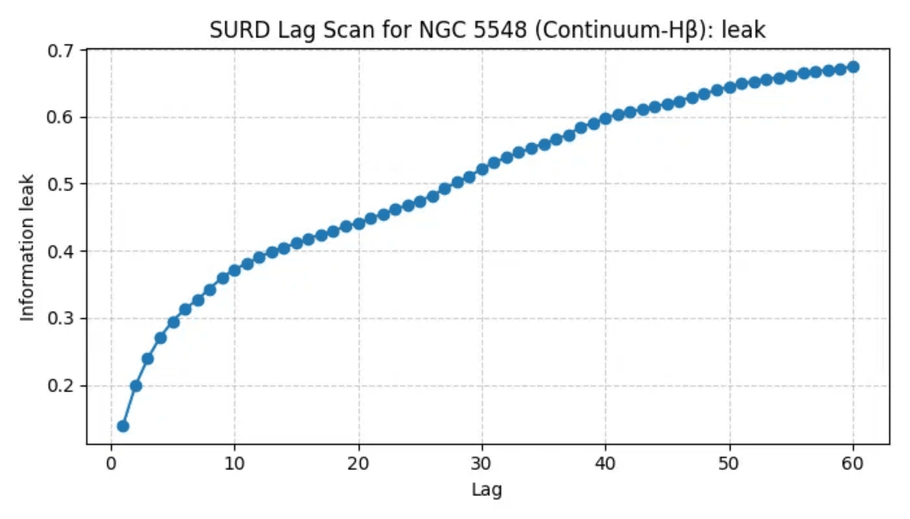 SURD Lag Scan for NGC 5548 (Continuum-Hβ): leak
0.7
0.6
0.5
0.4
0.3
0.2
Information leak
0 10 20 30 40 50 60
Lag